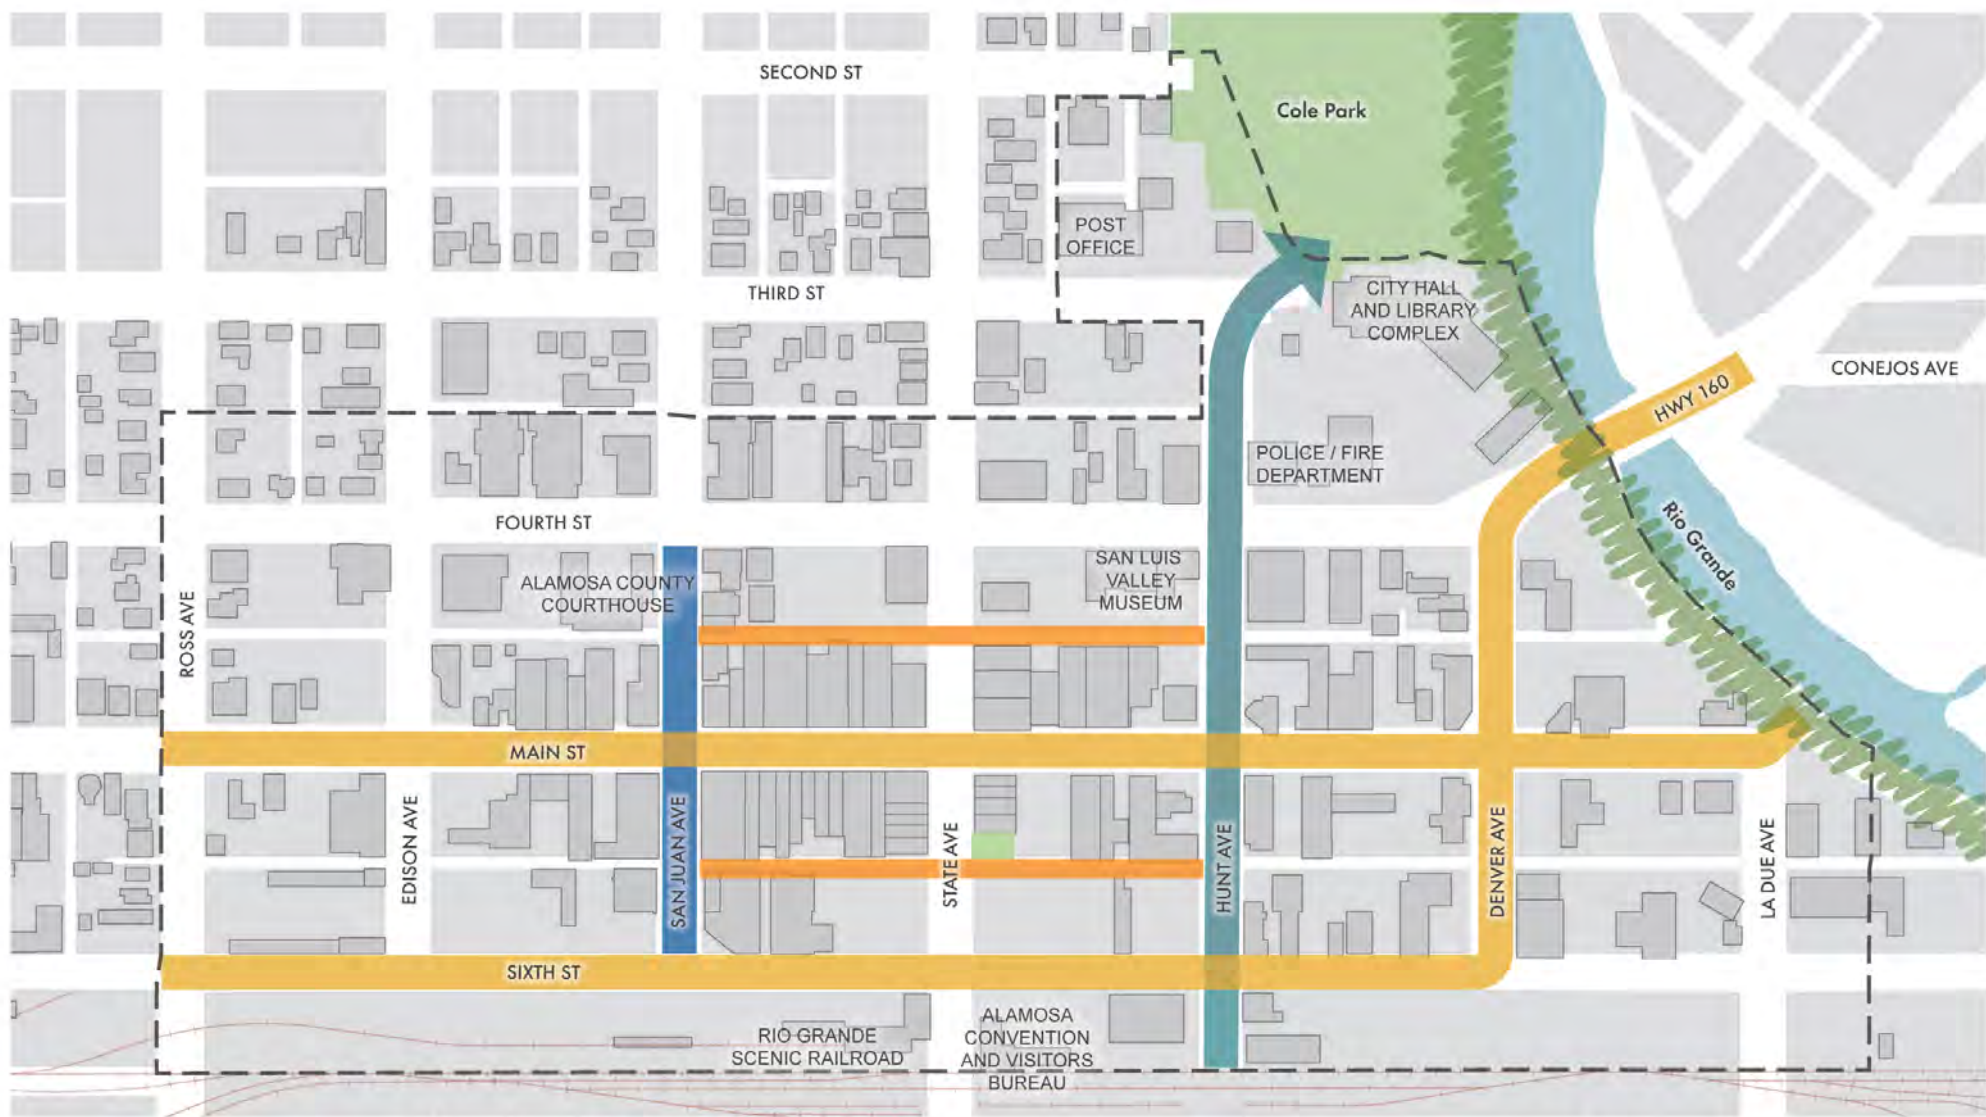 SECOND ST
Cole Park
POST
OFFICE
THIRD ST
CITY HALL
AND LIBRARY
COMPLEX
CONEJOS AVE
HWY 160
POLICE / FIRE
DEPARTMENT
FOURTH ST
Rio Grande
ALAMOSA COUNTY
COURTHOUSE
SAN LUIS
VALLEY
MUSEUM
ROSS AVE
MAIN ST
EDISON AVE
SAN JUAN AVE
STATE AVE
HUNT AVE
DENVER AVE
LA DUE AVE
SIXTH ST
RIO GRANDE
SCENIC RAILROAD
ALAMOSA
CONVENTION
AND VISITORS
BUREAU